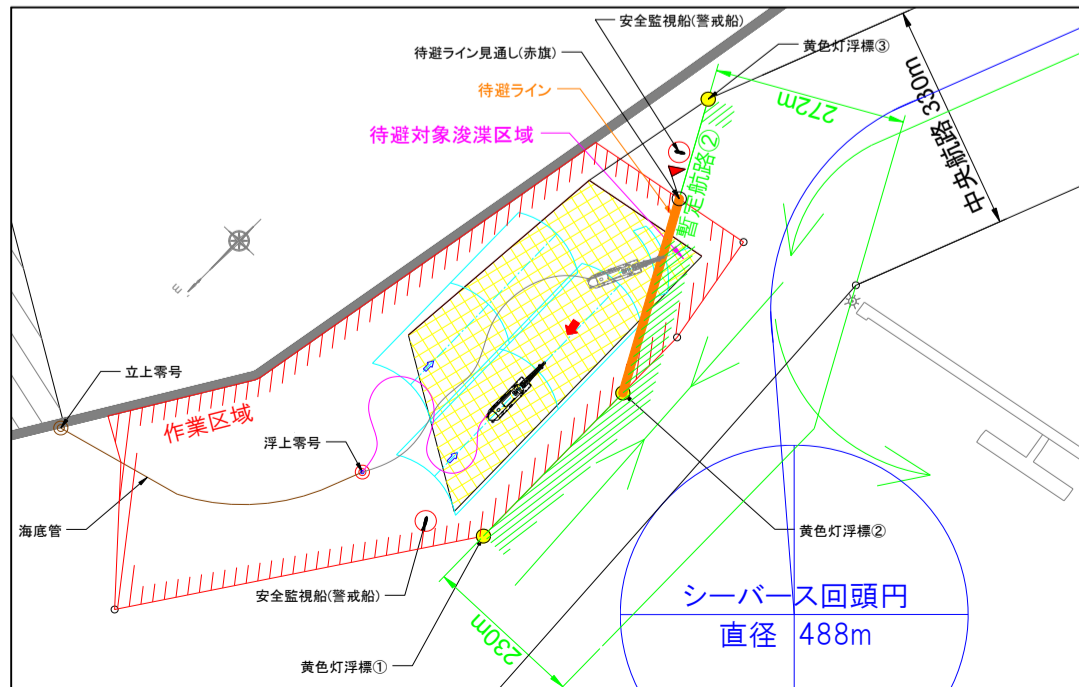 安全監視船(警戒船)
黄色灯浮標③
待避ライン見通し(赤旗)
待避ライン
待避対象浚渫区域
暫定航路②
272m
中央航路 330m
E
立上零号
作業区域
浮上零号
海底管
安全監視船(警戒船)
黄色灯浮標①
黄色灯浮標②
230m
シーバース回頭円
直径 488m